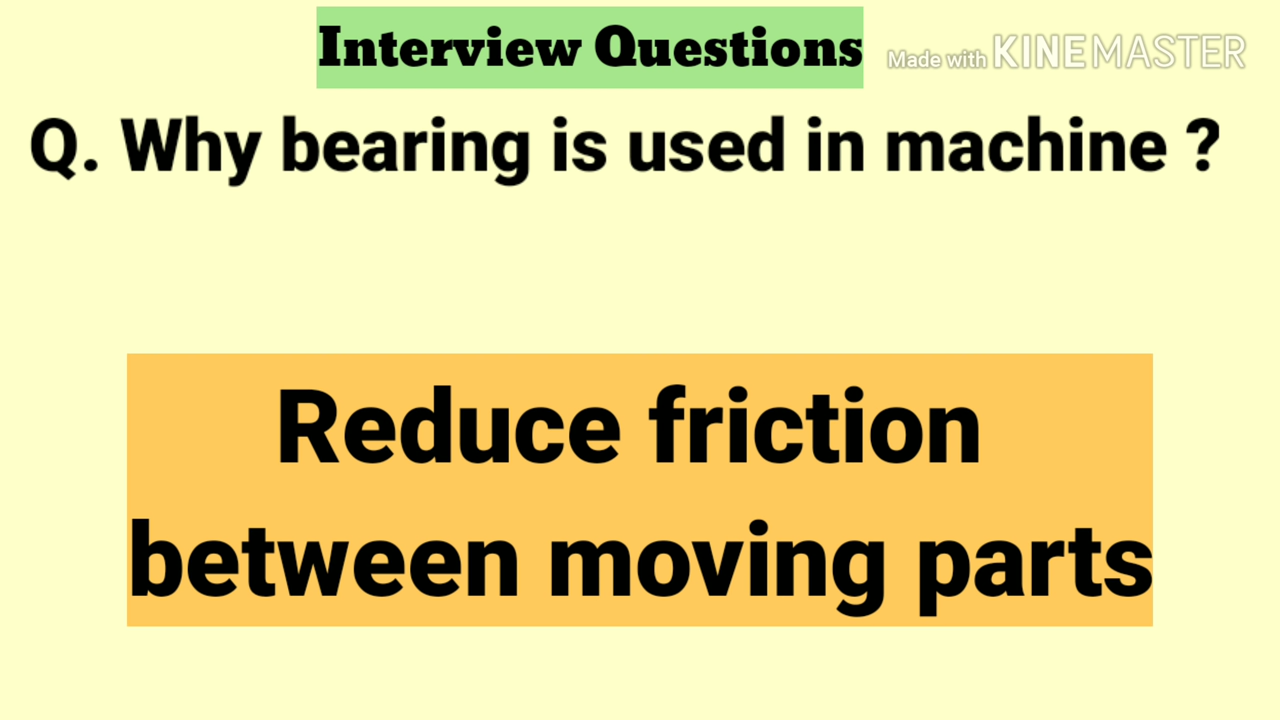 Interview Questions
Made with KINEMASTER
Q. Why bearing is used in machine ?
Reduce friction
between moving parts